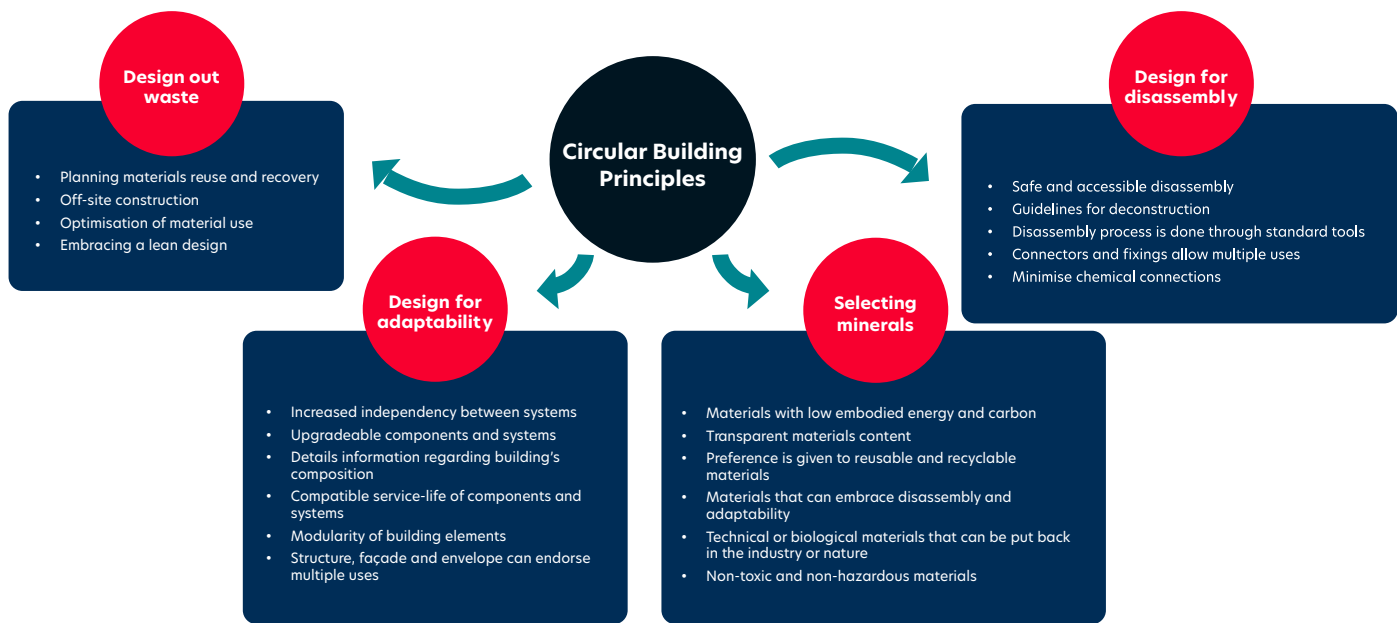 Circular Building
Principles
Design out
waste
• Planning materials reuse and recovery
• Off-site construction
• Optimisation of material use
• Embracing a lean design
Design for
adaptability
• Increased independency between systems
• Upgradeable components and systems
• Details information regarding building's
composition
• Compatible service-life of components and
systems
• Modularity of building elements
• Structure, façade and envelope can endorse
multiple uses
Selecting
minerals
• Materials with low embodied energy and carbon
• Transparent materials content
• Preference is given to reusable and recyclable
materials
• Materials that can embrace disassembly and
adaptability
• Technical or biological materials that can be put back
in the industry or nature
• Non-toxic and non-hazardous materials
Design for
disassembly
• Safe and accessible disassembly
• Guidelines for deconstruction
• Disassembly process is done through standard tools
• Connectors and fixings allow multiple uses
• Minimise chemical connections